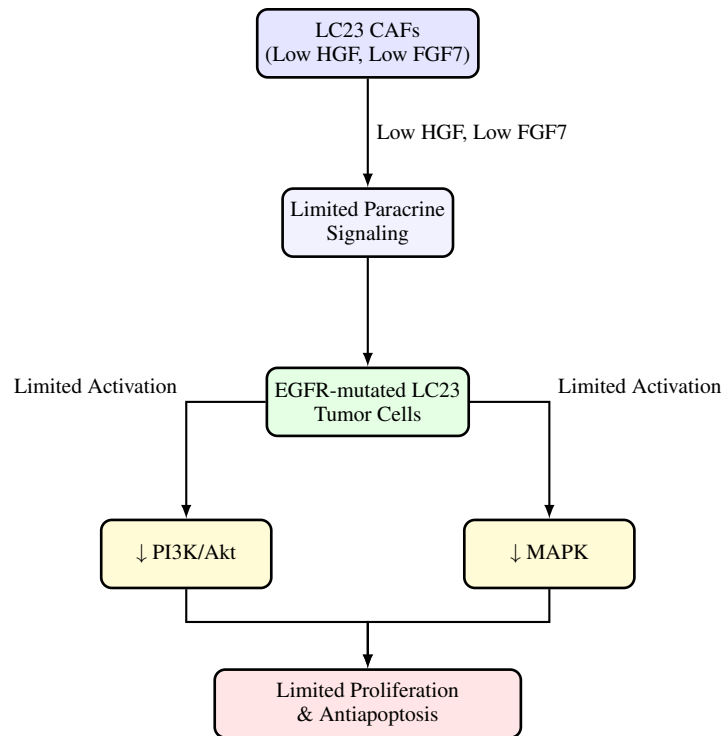 LC23 CAFs
(Low HGF, Low FGF7)
Low HGF, Low FGF7
Limited Paracrine
Signaling
EGFR-mutated LC23
Tumor Cells
Limited Activation
Limited Activation
↓ PI3K/Akt
↓ MAPK
Limited Proliferation
& Antiapoptosis